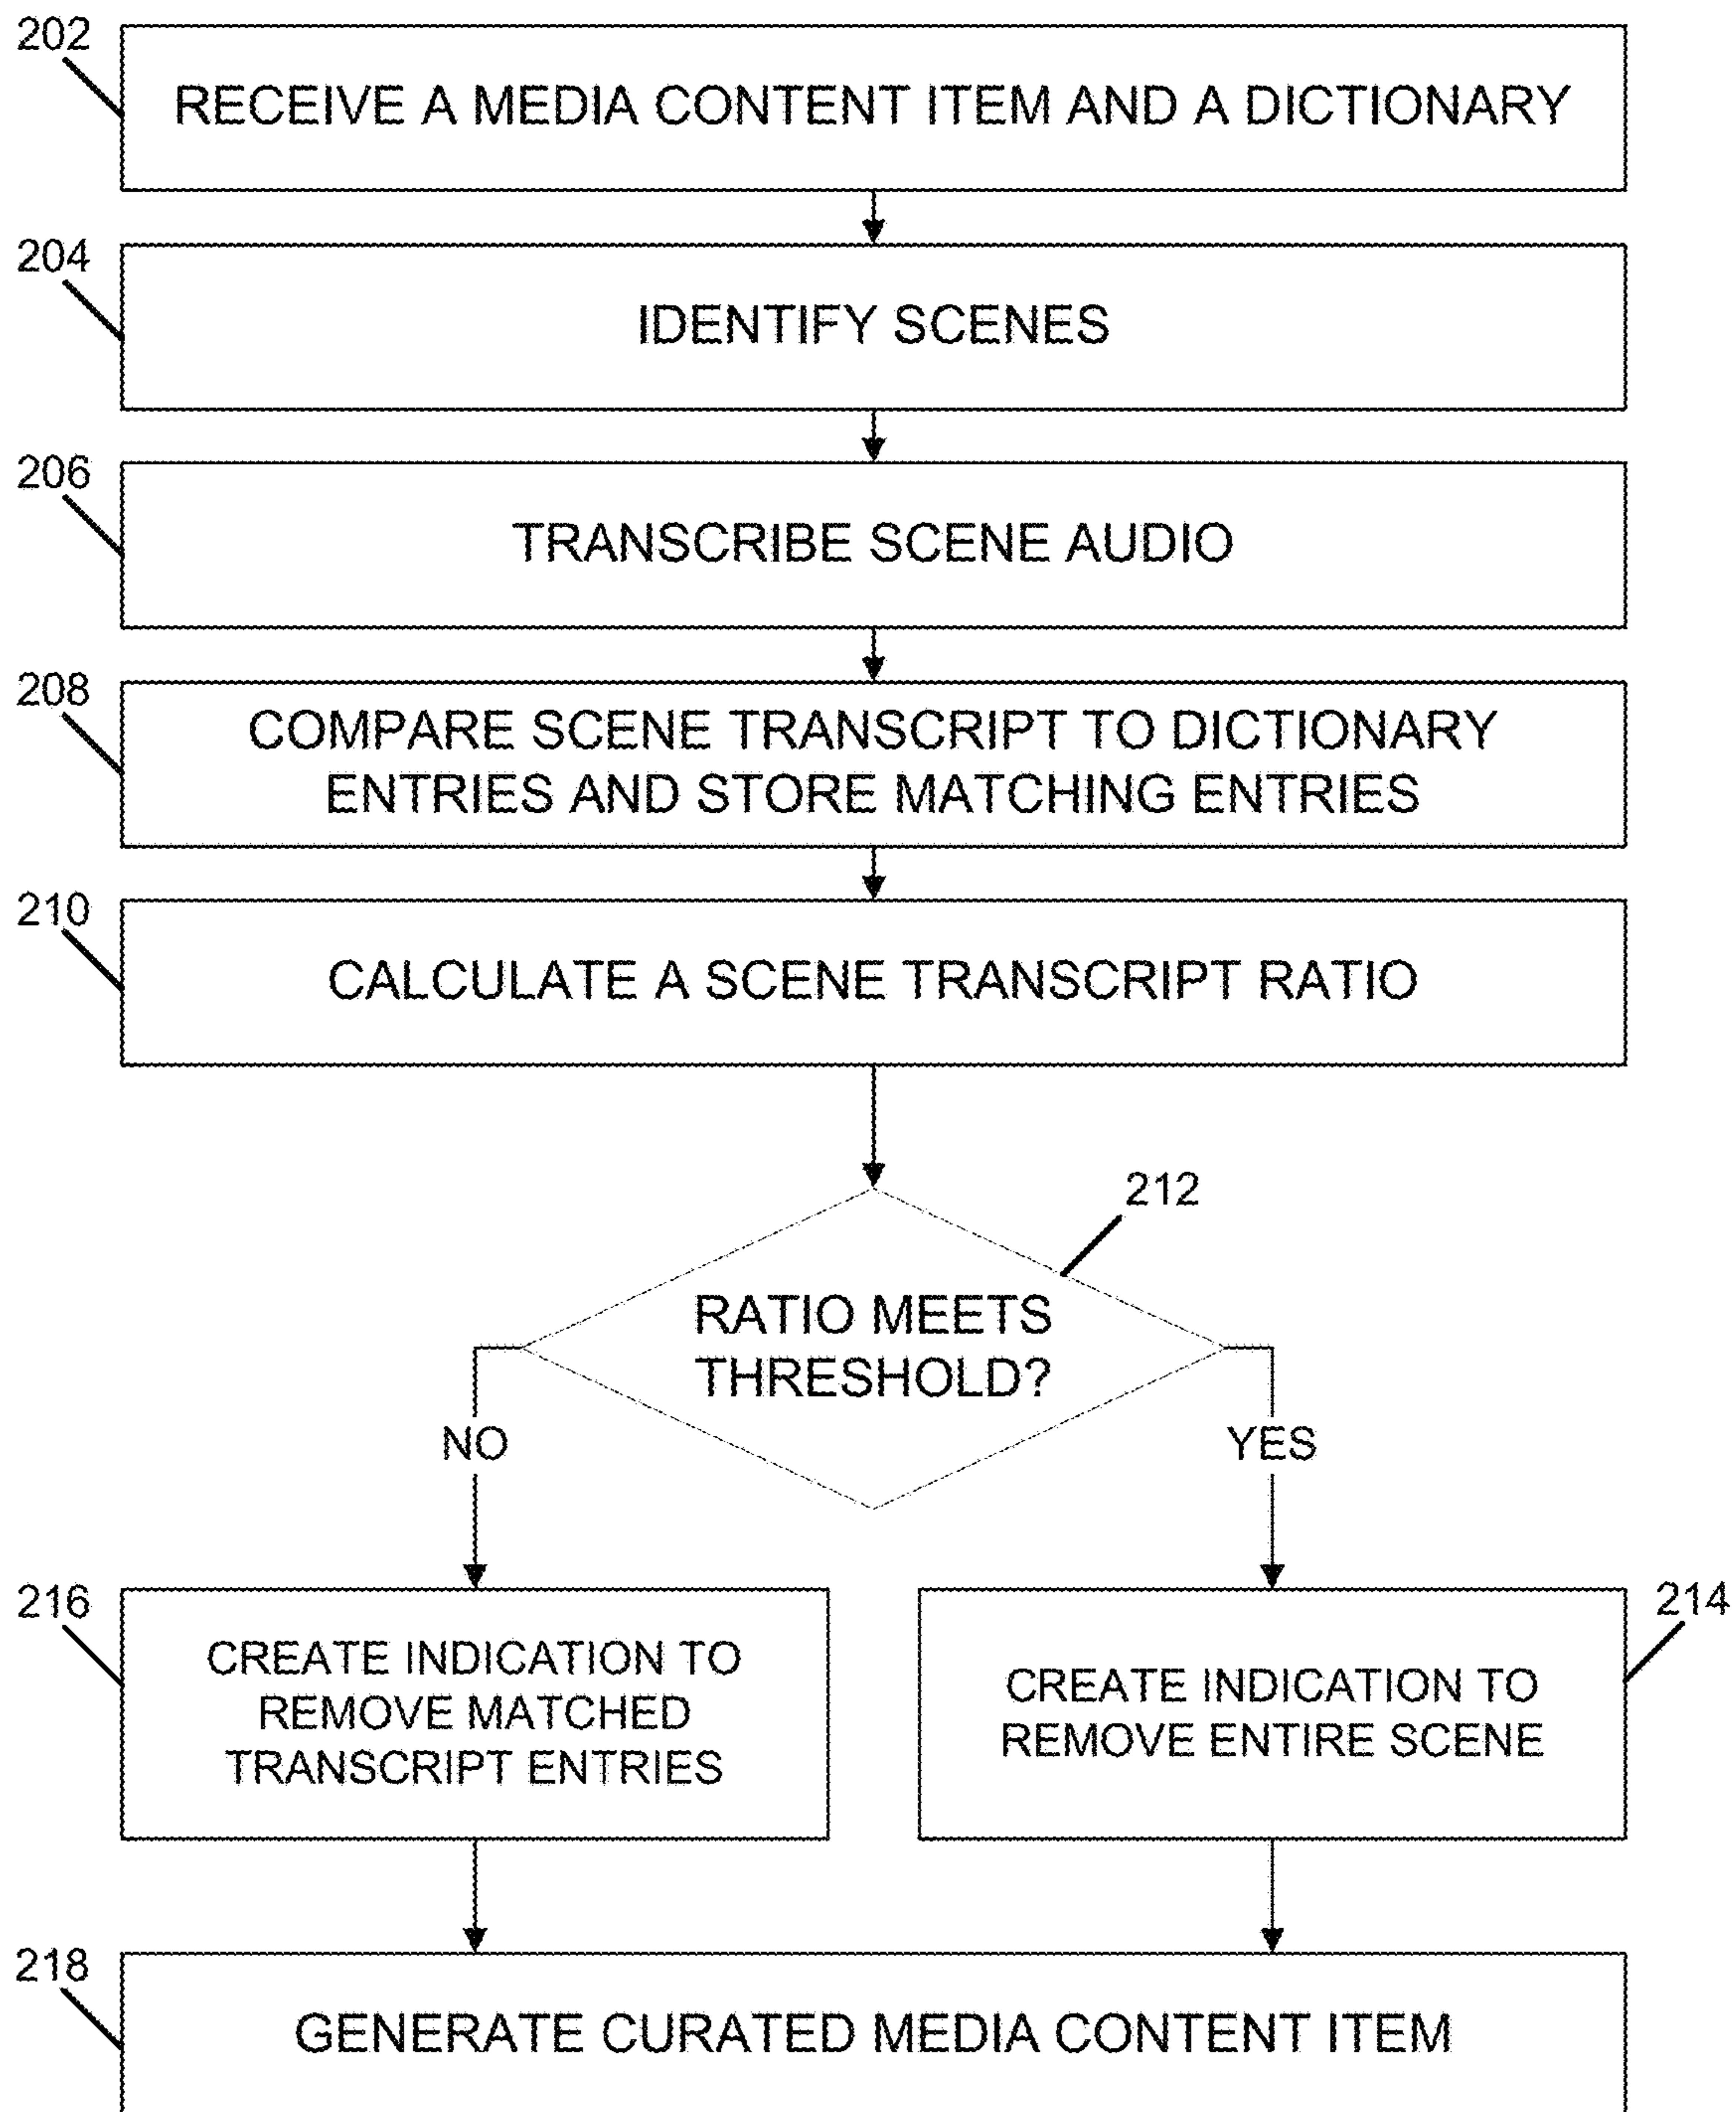 202
RECEIVE A MEDIA CONTENT ITEM AND A DICTIONARY
204
IDENTIFY SCENES
206
TRANSCRIBE SCENE AUDIO
208
COMPARE SCENE TRANSCRIPT TO DICTIONARY
ENTRIES AND STORE MATCHING ENTRIES
210
CALCULATE A SCENE TRANSCRIPT RATIO
212
RATIO MEETS
THRESHOLD?
NO
YES
216
CREATE INDICATION TO
REMOVE MATCHED
TRANSCRIPT ENTRIES
214
CREATE INDICATION TO
REMOVE ENTIRE SCENE
218
GENERATE CURATED MEDIA CONTENT ITEM